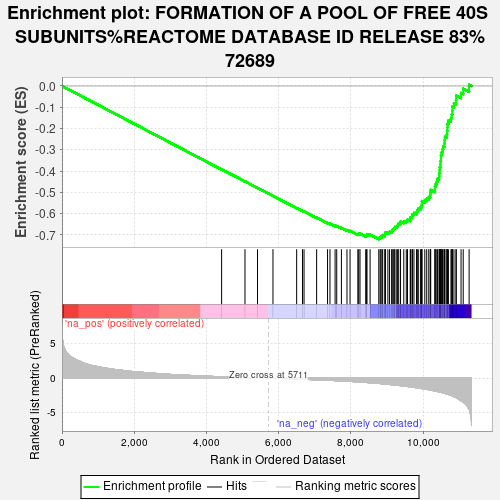 Enrichment plot: FORMATION OF A POOL OF FREE 40S
SUBUNITS%REACTOME DATABASE ID RELEASE 83%
72689
Enrichment score (ES)
0.0
-0.1
-0.2
-0.3
-0.4
-0.5
-0.6
-0.7
'na_pos' (positively correlated)
Ranked list metric (PreRanked)
5
0
-5
Zero cross at 5711
'na_neg' (negatively correlated)
0
2,000
4,000
6,000
8,000
10,000
Rank in Ordered Dataset
Enrichment profile
Hits
Ranking metric scores